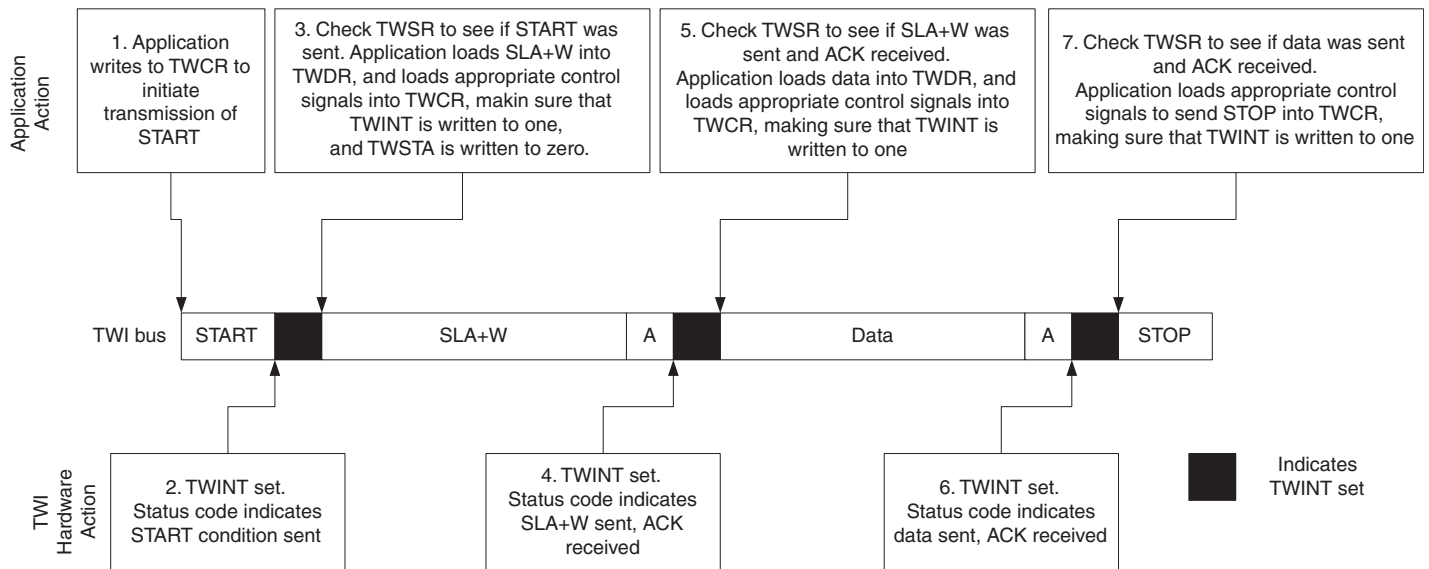 Application
Action
1. Application
writes to TWCR to
initiate
transmission of
START
3. Check TWSR to see if START was
sent. Application loads SLA+W into
TWDR, and loads appropriate control
signals into TWCR, makin sure that
TWINT is written to one,
and TWSTA is written to zero.
5. Check TWSR to see if SLA+W was
sent and ACK received.
Application loads data into TWDR, and
loads appropriate control signals into
TWCR, making sure that TWINT is
written to one
7. Check TWSR to see if data was sent
and ACK received.
Application loads appropriate control
signals to send STOP into TWCR,
making sure that TWINT is written to one
TWI bus
START
SLA+W
A
Data
A
STOP
TWI
Hardware
Action
2. TWINT set.
Status code indicates
START condition sent
4. TWINT set.
Status code indicates
SLA+W sent, ACK
received
6. TWINT set.
Status code indicates
data sent, ACK received
Indicates
TWINT set